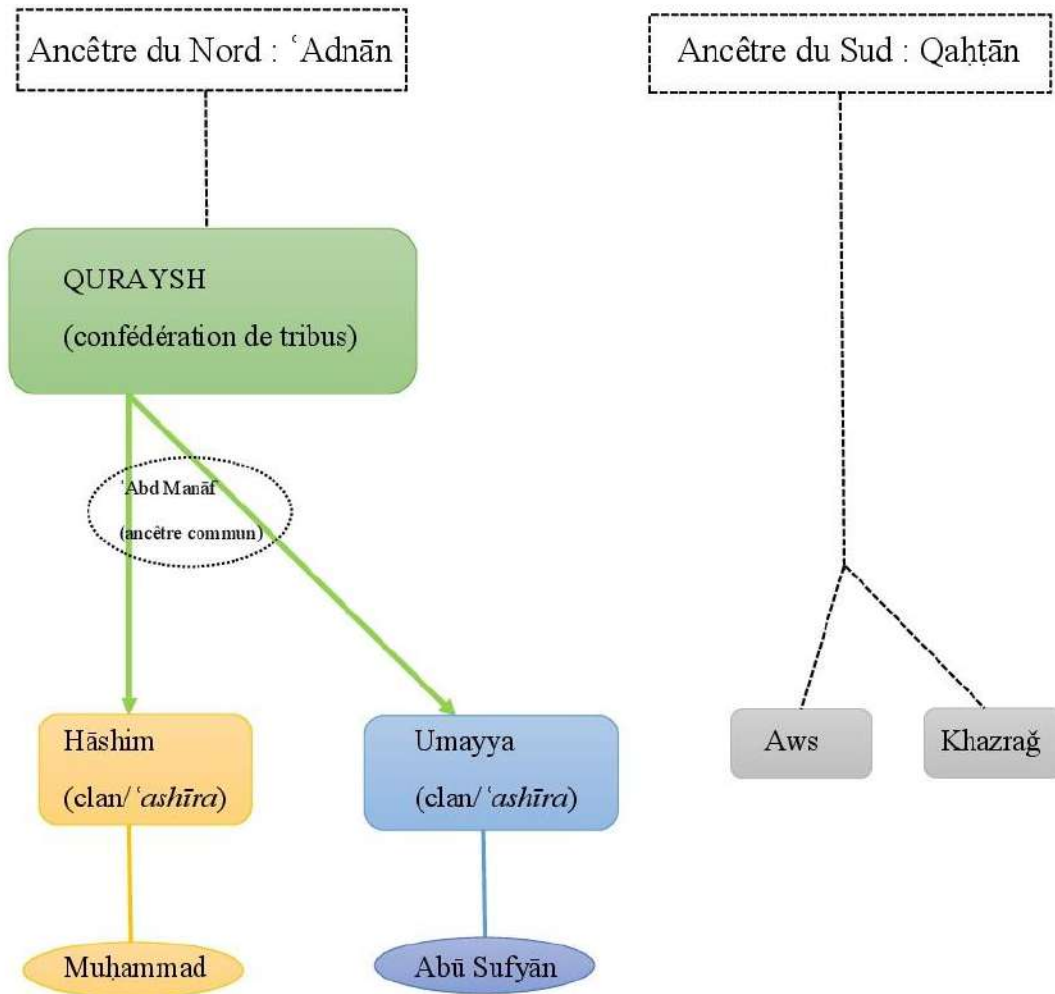 Ancêtre du Nord : ʿAdnān
Ancêtre du Sud : Qaḥṭān
QURAYSH
(confédération de tribus)
ʿAbd Manāf
(ancêtre commun)
Hāshim
(clan/ ʿashīra)
Umayya
(clan/ ʿashīra)
Aws
Khazraǧ
Muḥammad
Abū Sufyān